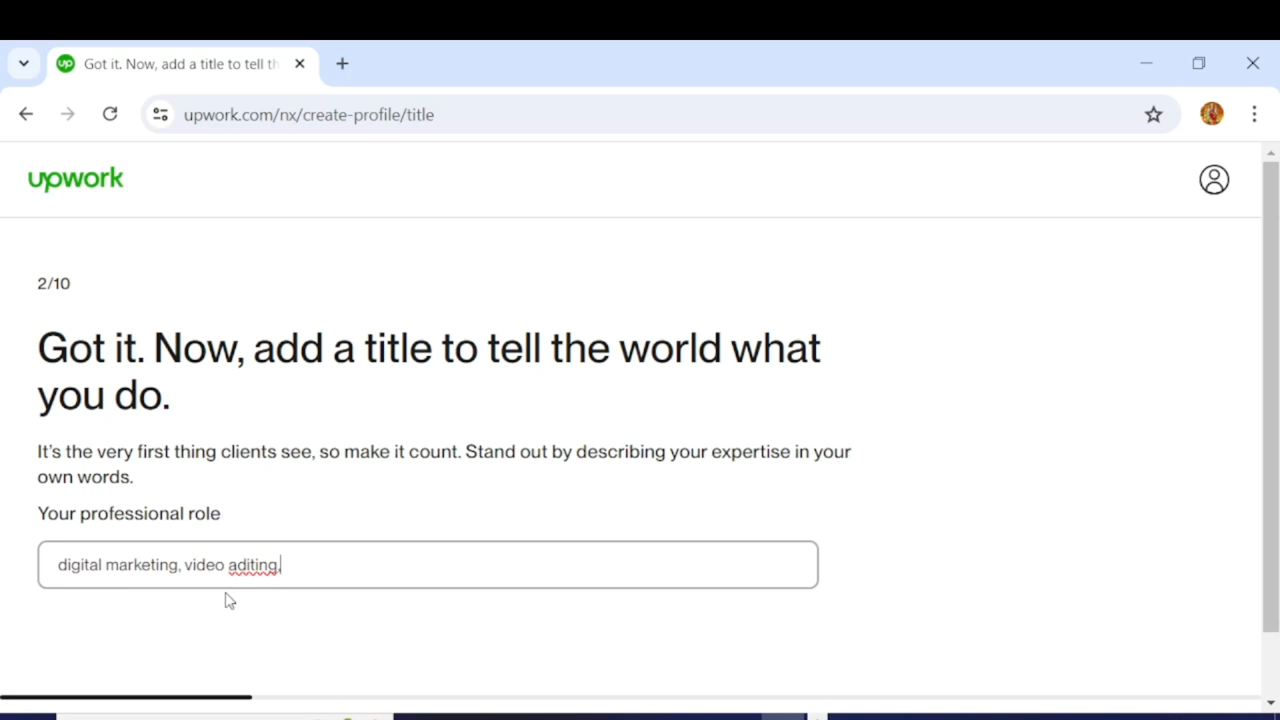 up Got it. Now, add a title to tell th
upwork.com/nx/create-profile/title
upwork
2/10
Got it. Now, add a title to tell the world what
you do.
It's the very first thing clients see, so make it count. Stand out by describing your expertise in your
own words.
Your professional role
digital marketing, video aditing,